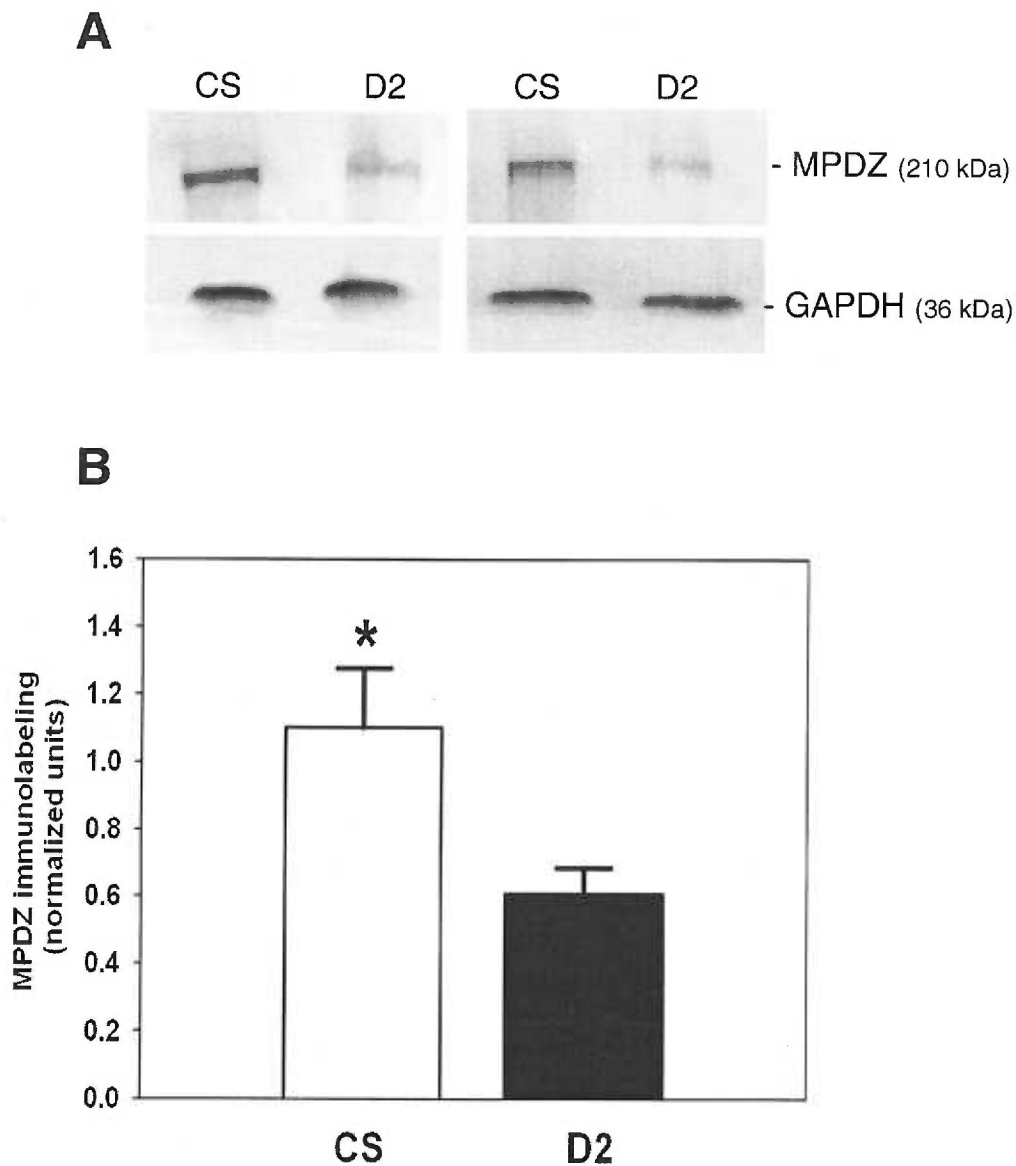 A
CS D2 CS D2
- MPDZ (210 kDa)
- GAPDH (36 kDa)
B
1.6
1.4
*
1.2
1.0
0.8
0.6
0.4
0.2
0.0
MPDZ immunolabeling
(normalized units)
CS D2